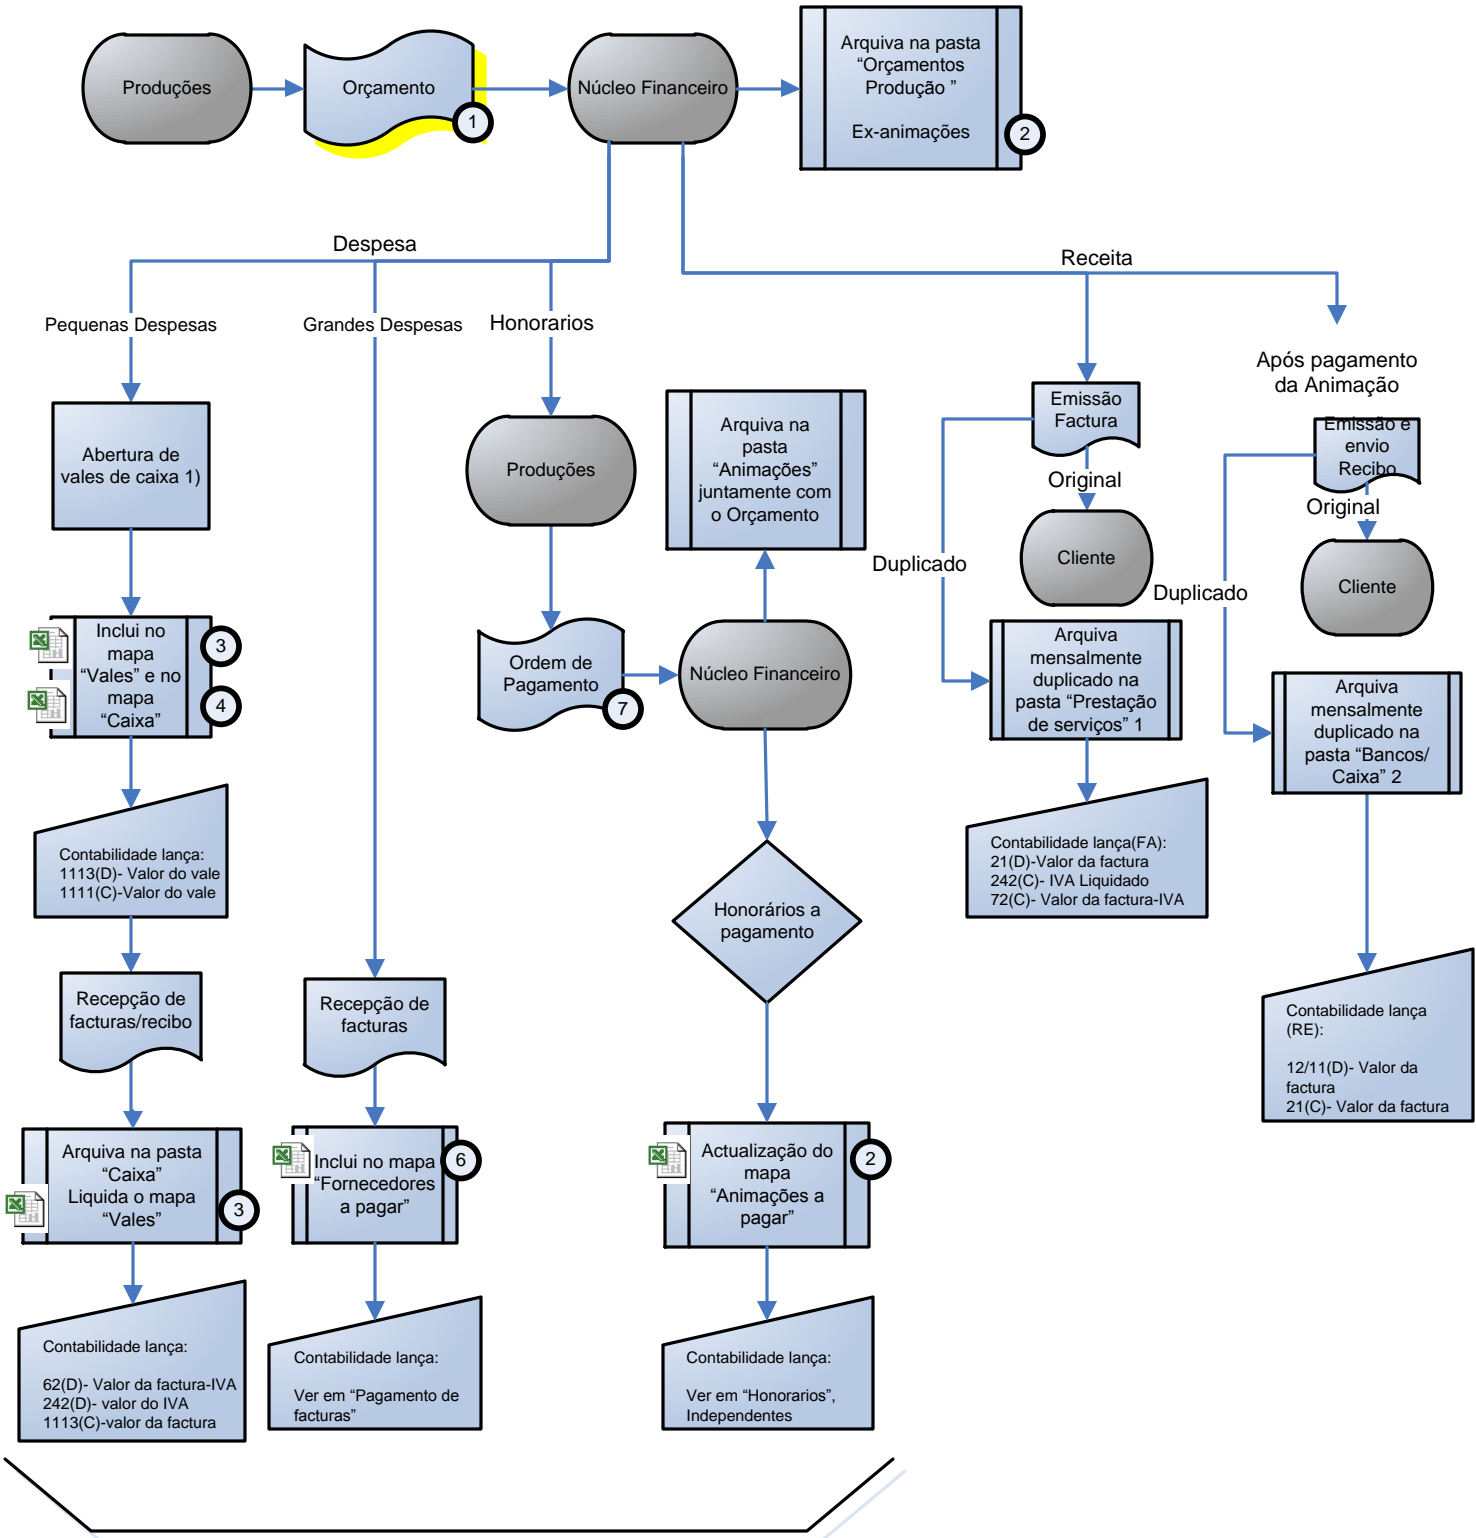 Produções
Orçamento
1
Núcleo Financeiro
Arquiva na pasta
“Orçamentos
Produção ”
Ex-animações
2
Despesa
Receita
Pequenas Despesas
Grandes Despesas
Honorarios
Após pagamento
da Animação
Abertura de
vales de caixa 1)
Produções
Arquiva na
pasta
“Animações”
juntamente com
o Orçamento
Emissão
Factura
Original
Cliente
Duplicado
Emissão e
envio
Recibo
Original
Cliente
Duplicado
Inclui no
mapa
“Vales” e no
mapa
“Caixa”
3
4
Ordem de
Pagamento
7
Núcleo Financeiro
Arquiva
mensalmente
duplicado na
pasta “Prestação
de serviços” 1
Arquiva
mensalmente
duplicado na
pasta “Bancos/
Caixa” 2
Contabilidade lança:
1113(D)- Valor do vale
1111(C)-Valor do vale
Honorários a
pagamento
Contabilidade lança(FA):
21(D)-Valor da factura
242(C)- IVA Liquidado
72(C)- Valor da factura-IVA
Recepção de
facturas/recibo
Recepção de
facturas
Contabilidade lança
(RE):
12/11(D)- Valor da
factura
21(C)- Valor da factura
Arquiva na pasta
“Caixa”
Liquida o mapa
“Vales”
3
Inclui no mapa
“Fornecedores
a pagar”
6
Actualização do
mapa
“Animações a
pagar”
2
Contabilidade lança:
62(D)- Valor da factura-IVA
242(D)- valor do IVA
1113(C)-valor da factura
Contabilidade lança:
Ver em “Pagamento de
facturas”
Contabilidade lança:
Ver em “Honorarios”,
Independentes